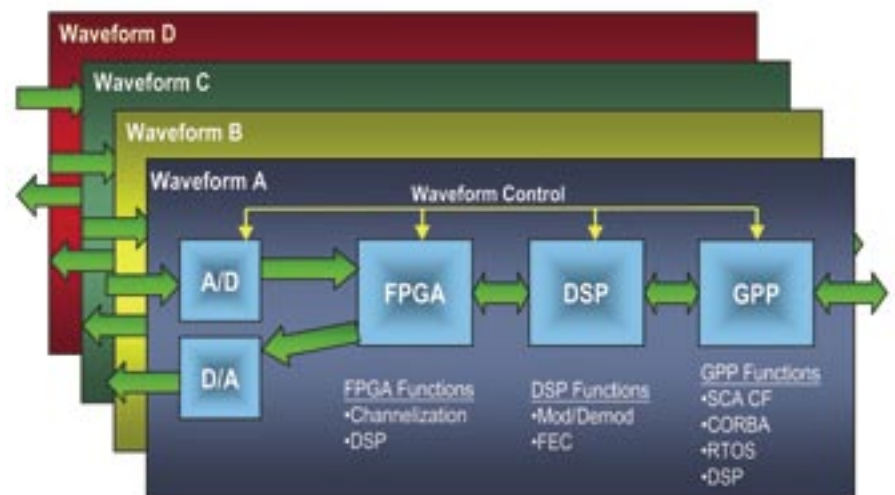 Waveform D
Waveform C
Waveform B
Waveform A
Waveform Control
A/D
FPGA
DSP
GPP
D/A
FPGA Functions
•Channelization
•DSP
DSP Functions
•Mod/Demod
•FEC
GPP Functions
•SCA CF
•CORBA
•RTOS
•DSP